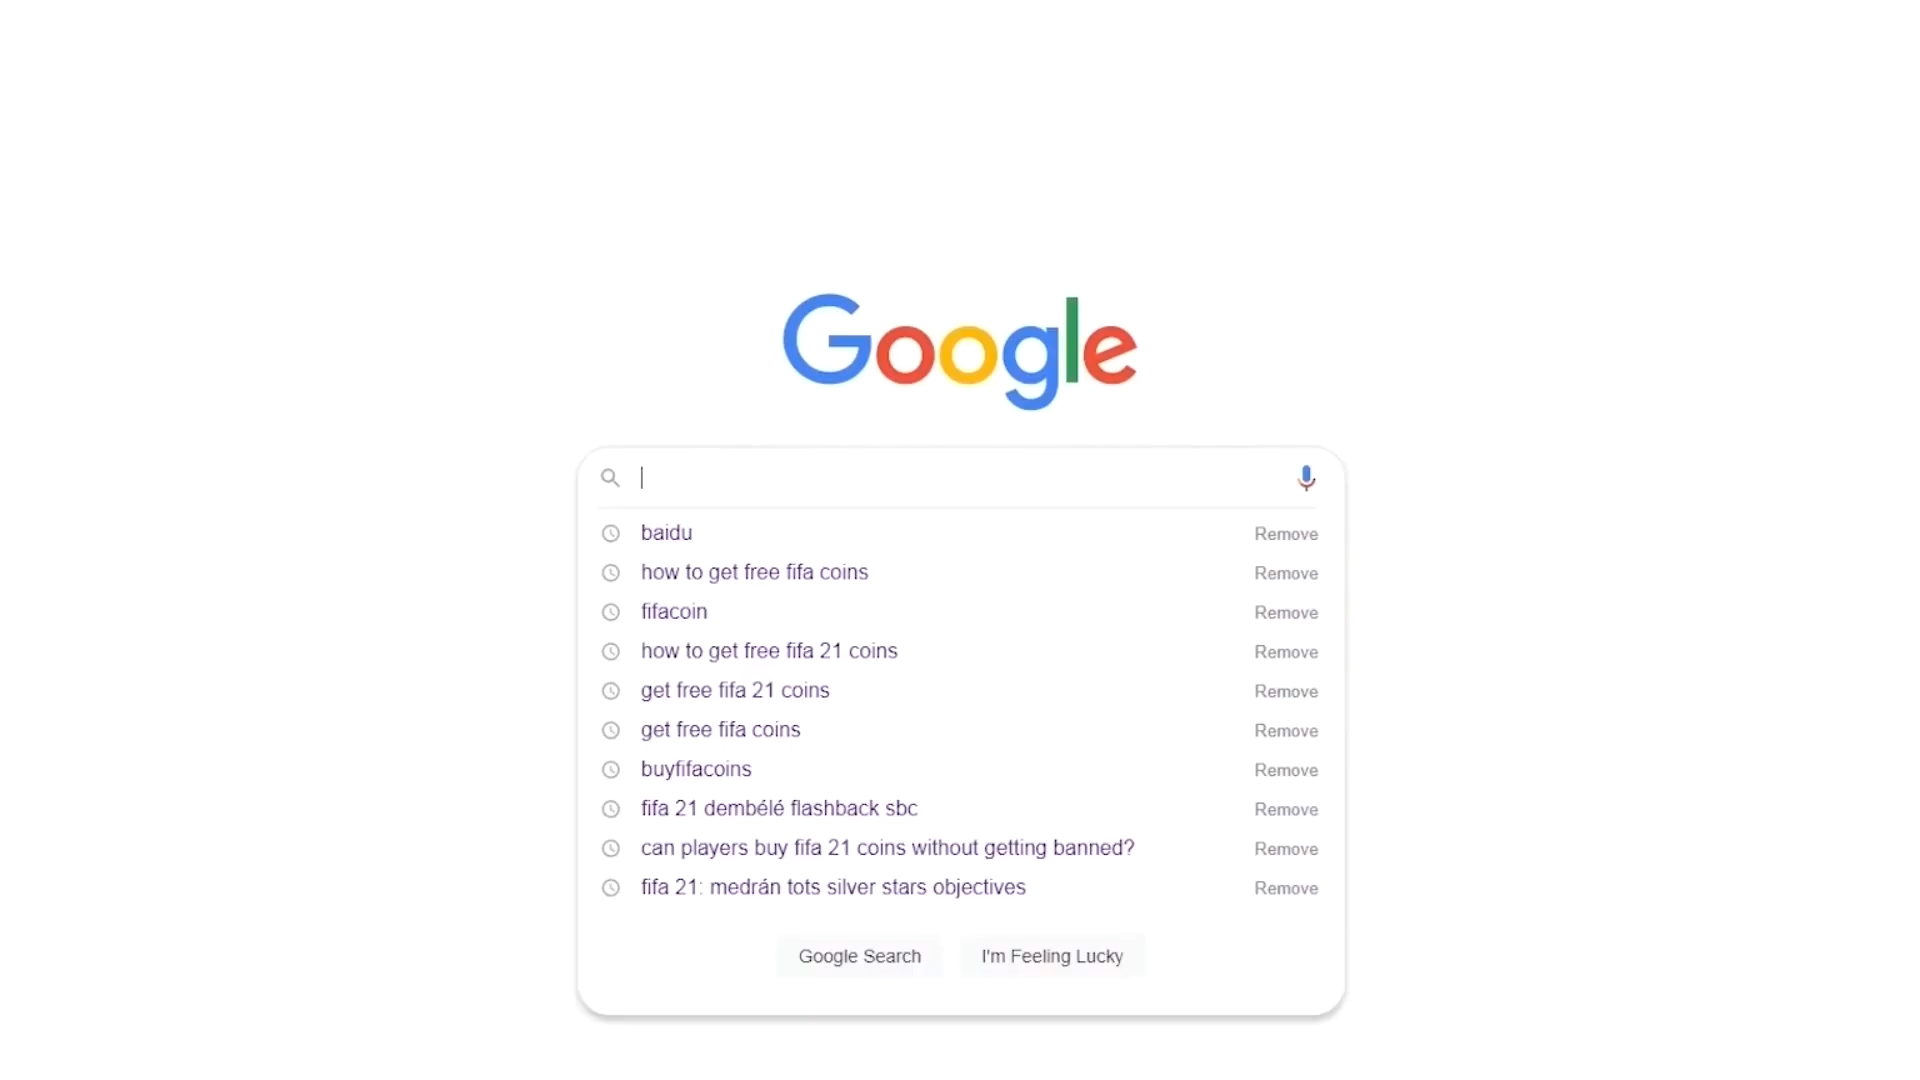 Google
baidu Remove
how to get free fifa coins Remove
fifacoin Remove
how to get free fifa 21 coins Remove
get free fifa 21 coins Remove
get free fifa coins Remove
buyfifacoins Remove
fifa 21 dembélé flashback sbc Remove
can players buy fifa 21 coins without getting banned? Remove
fifa 21: medrán tots silver stars objectives Remove
Google Search I'm Feeling Lucky